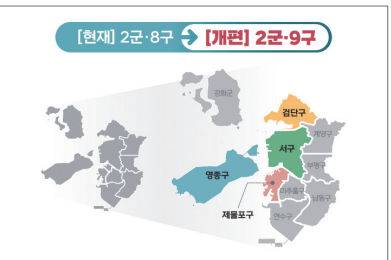 [현재] 2군·8구 [개편] 2군·9구
강화군
검단구
계양구
서구
부평구
영종구
미추홀구
남동구
제물포구
연수구